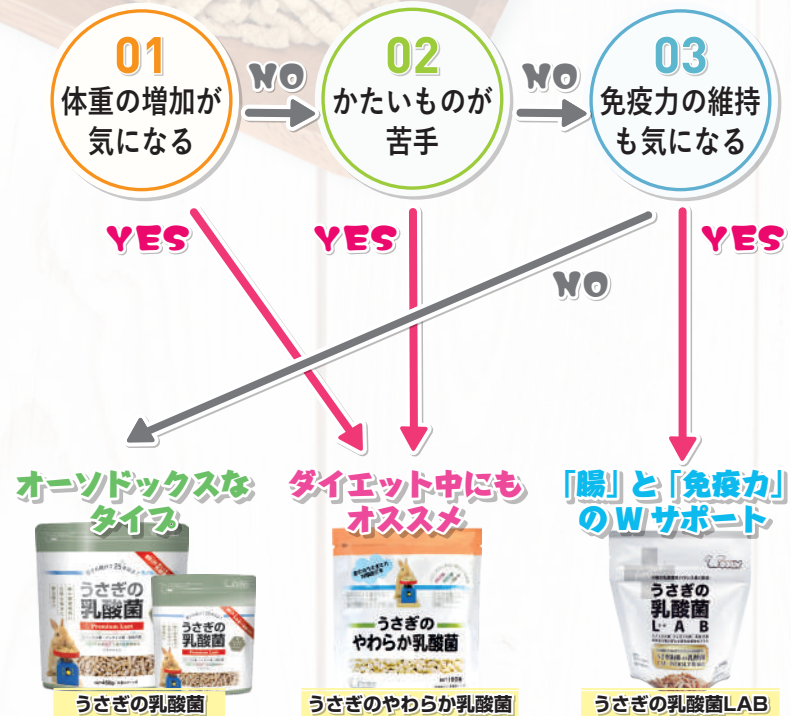 01
体重の増加が
気になる
NO
02
かたいものが
苦手
NO
03
免疫力の維持
も気になる
YES
YES
YES
NO
オーソドックスな
タイプ
ダイエット中にも
オススメ
「腸」と「免疫力」
のWサポート
うさぎの
乳酸菌
Premium Lact
うさぎの
乳酸菌
うさぎの
やわらか乳酸菌
うさぎの
乳酸菌
LAB
うさぎの乳酸菌
うさぎのやわらか乳酸菌
うさぎの乳酸菌LAB